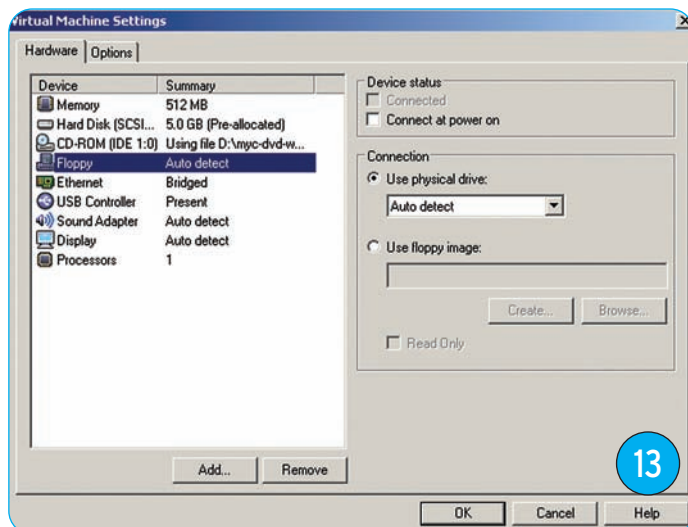 Virtual Machine Settings
Hardware
Options
Device Summary
Memory 512 MB
Hard Disk (SCSI... 5.0 GB (Pre-allocated)
CD-ROM (IDE 1:0) Using file D:\myc-dvd-w...
Floppy Auto detect
Ethernet Bridged
USB Controller Present
Sound Adapter Auto detect
Display Auto detect
Processors 1
Add...
Remove
Device status
Connected
Connect at power on
Connection
Use physical drive:
Auto detect
Use floppy image:
Create...
Browse...
Read Only
13
OK
Cancel
Help